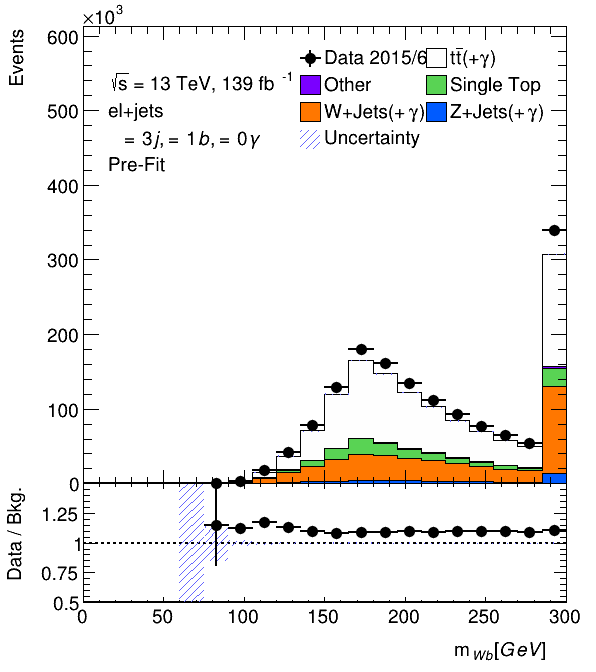 ×10³
Events
600
500
400
300
200
100
0
√s = 13 TeV, 139 fb⁻¹
el+jets
= 3j, = 1b, = 0γ
Pre-Fit
Data 2015/6
tt̄(+γ)
Other
Single Top
W+Jets(+γ)
Z+Jets(+γ)
Uncertainty
Data / Bkg.
1.25
1
0.75
0.5
0 50 100 150 200 250 300
m_Wb[GeV]